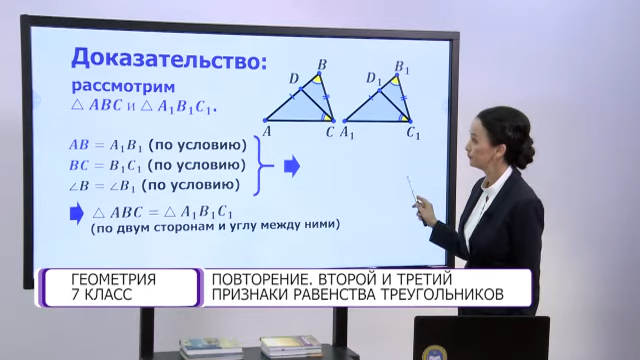 Доказательство:
рассмотрим
△ ABC и △ A₁B₁C₁.
AB = A₁B₁ (по условию)
BC = B₁C₁ (по условию)
∠B = ∠B₁ (по условию)
△ ABC = △ A₁B₁C₁
(по двум сторонам и углу между ними)
B
D
A
C
B₁
D₁
A₁
C₁
ГЕОМЕТРИЯ
7 КЛАСС
ПОВТОРЕНИЕ. ВТОРОЙ И ТРЕТИЙ
ПРИЗНАКИ РАВЕНСТВА ТРЕУГОЛЬНИКОВ